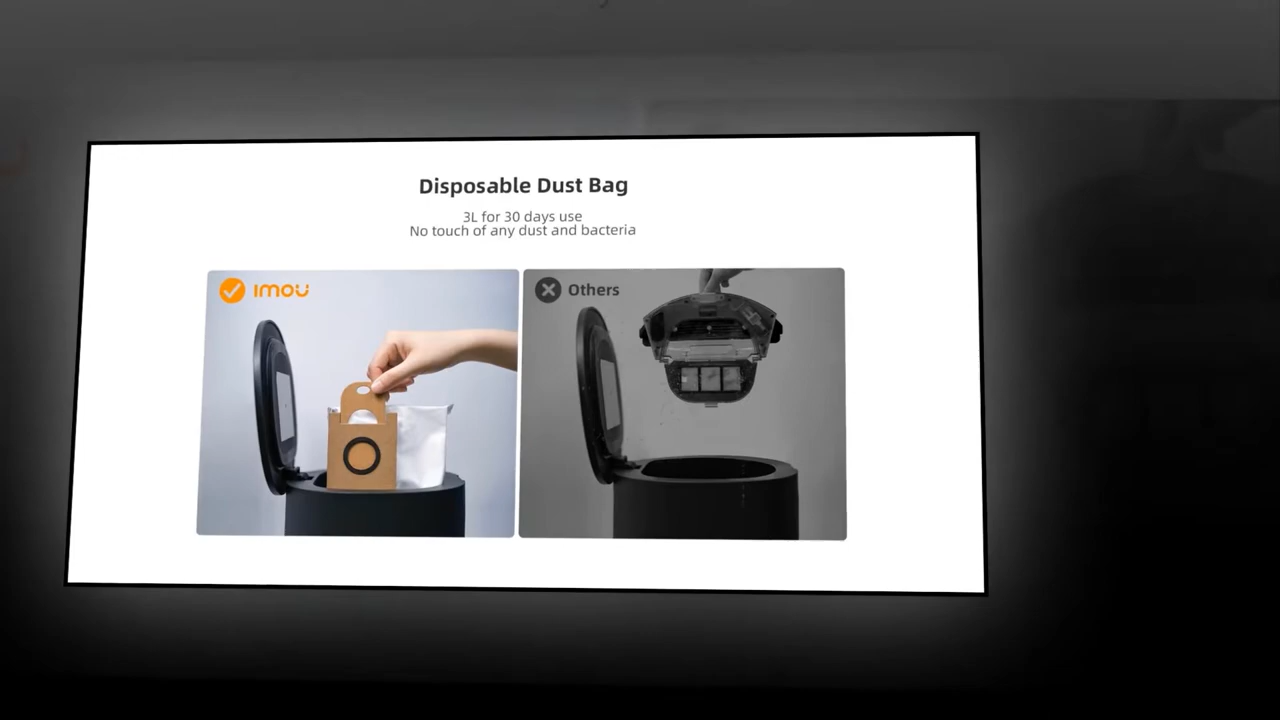 Disposable Dust Bag
3L for 30 days use
No touch of any dust and bacteria
imou
Others